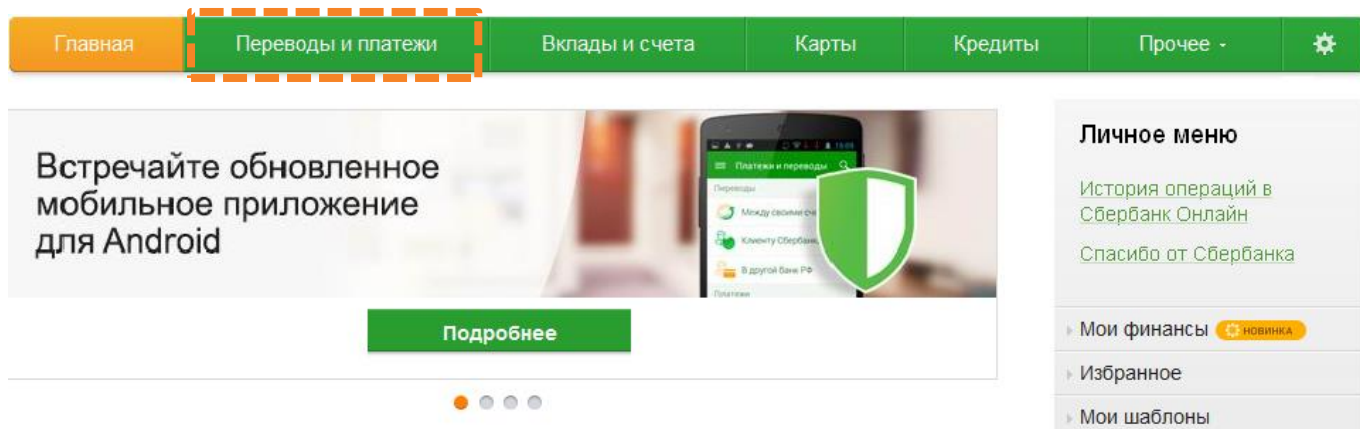 Главная Переводы и платежи Вклады и счета Карты Кредиты Прочее
Встречайте обновленное
мобильное приложение
для Android
Платежи и переводы
Переводы
Между своими
Клиенту Сбербанк
В другой банк РФ
Платежи
Подробнее
Личное меню
История операций в
Сбербанк Онлайн
Спасибо от Сбербанка
Мои финансы НОВИНКА
Избранное
Мои шаблоны